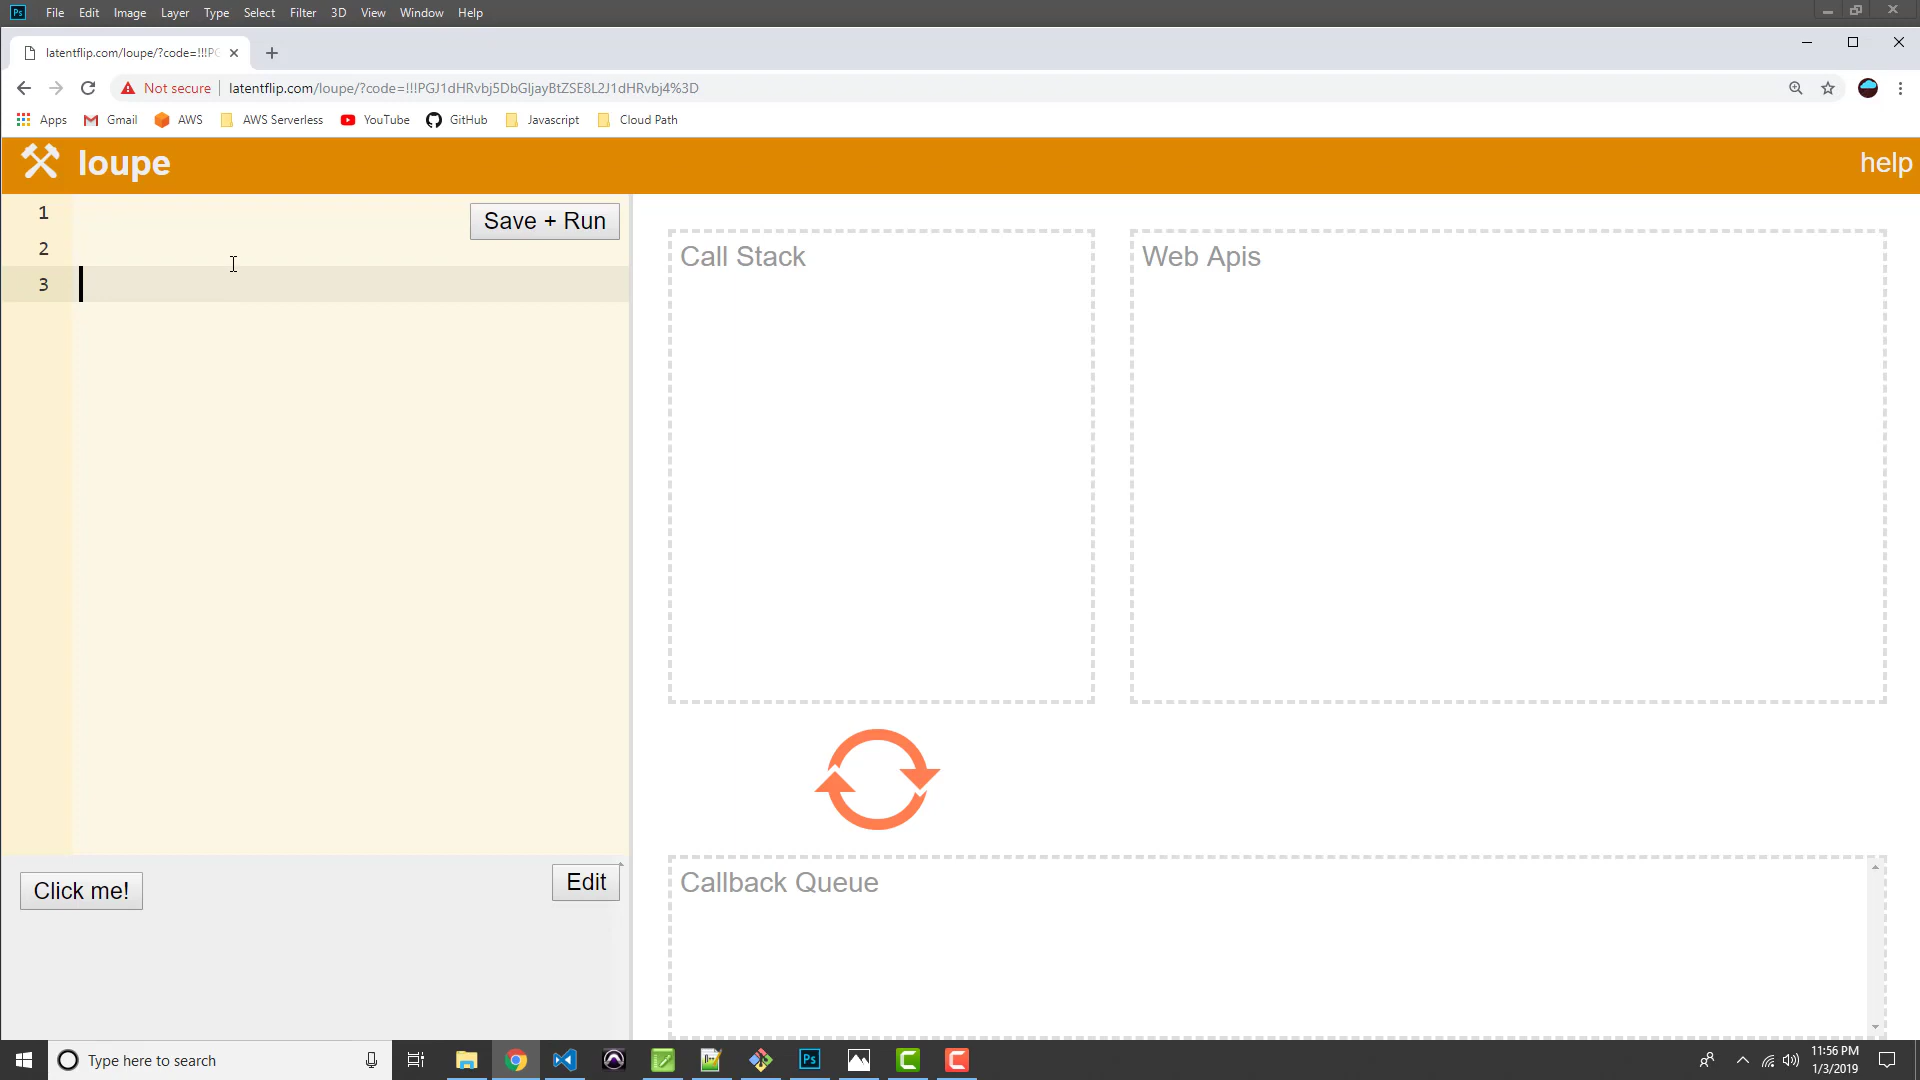 Ps File Edit Image Layer Type Select Filter 3D View Window Help
latentflip.com/loupe/?code=!!!PG
Not secure latentflip.com/loupe/?code=!!!PGJ1dHRvbj5DbGljayBtZSE8L2J1dHRvbj4%3D
Apps Gmail AWS AWS Serverless YouTube GitHub Javascript Cloud Path
loupe help
1
2
3
Save + Run
Call Stack
Web Apis
Click me!
Edit
Callback Queue
Type here to search
Ps
11:56 PM
1/3/2019